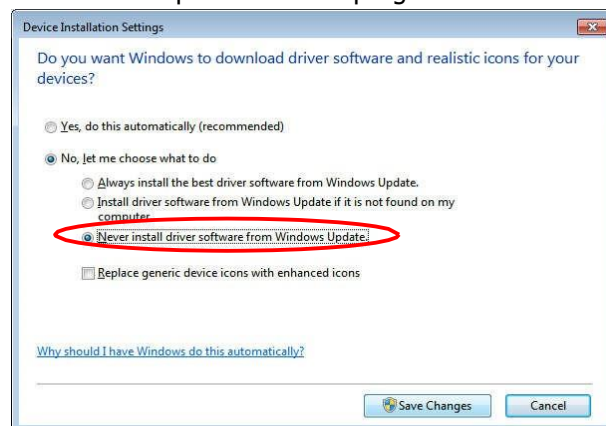 Device Installation Settings
Do you want Windows to download driver software and realistic icons for your
devices?
Yes, do this automatically (recommended)
No, let me choose what to do
Always install the best driver software from Windows Update.
Install driver software from Windows Update if it is not found on my
computer.
Never install driver software from Windows Update.
Replace generic device icons with enhanced icons
Why should I have Windows do this automatically?
Save Changes
Cancel